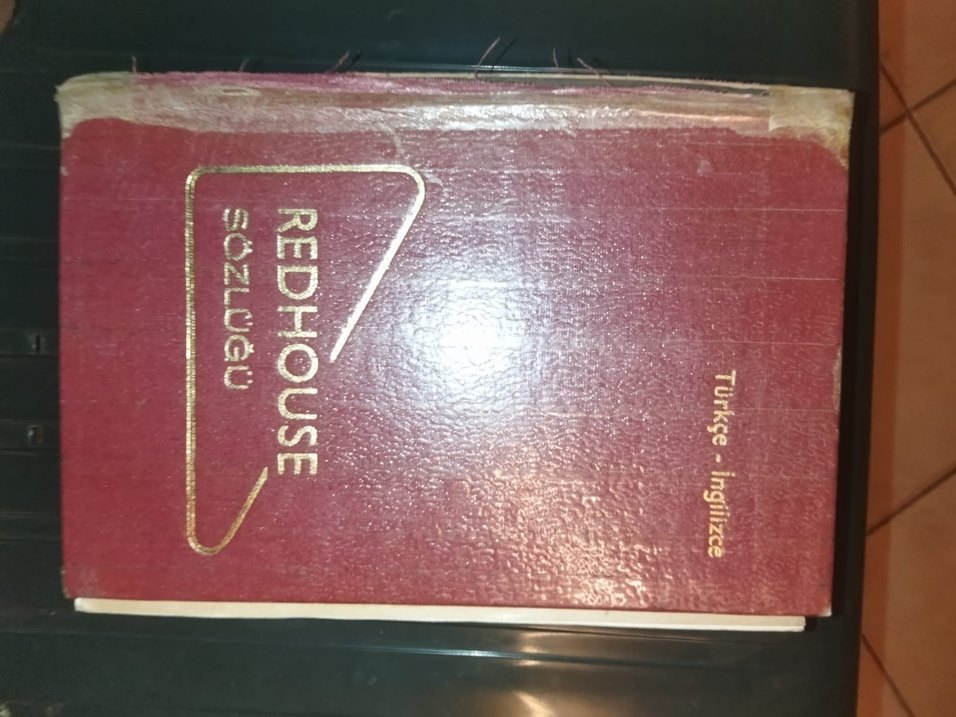 REDHOUSE
SÖZLÜĞÜ
Türkçe - İngilizce